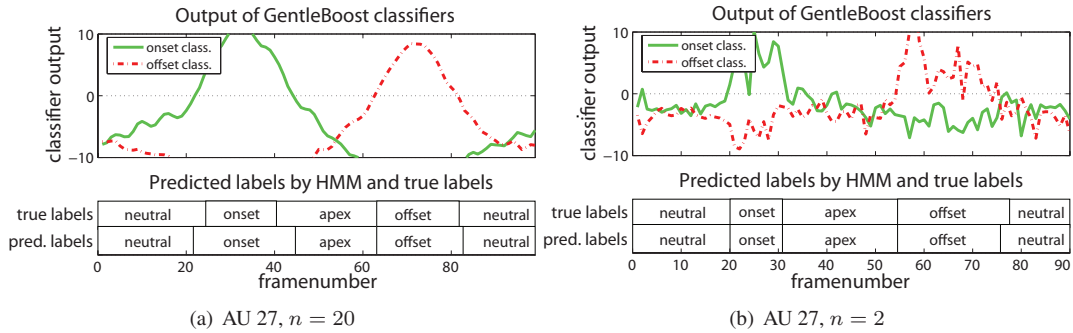 Output of GentleBoost classifiers
10
onset class.
offset class.
0
−10
classifier output
Predicted labels by HMM and true labels
true labels neutral onset apex offset neutral
pred. labels neutral onset apex offset neutral
0 20 40 60 80
framenumber
(a) AU 27, n = 20
Output of GentleBoost classifiers
10
onset class.
offset class.
0
−10
classifier output
Predicted labels by HMM and true labels
true labels neutral onset apex offset neutral
pred. labels neutral onset apex offset neutral
0 10 20 30 40 50 60 70 80 90
framenumber
(b) AU 27, n = 2